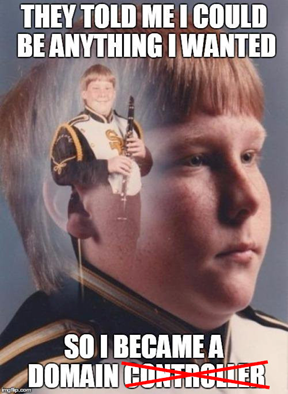 THEY TOLD ME I COULD
BE ANYTHING I WANTED
SO I BECAME A
DOMAIN CONTROLLER
imgflip.com